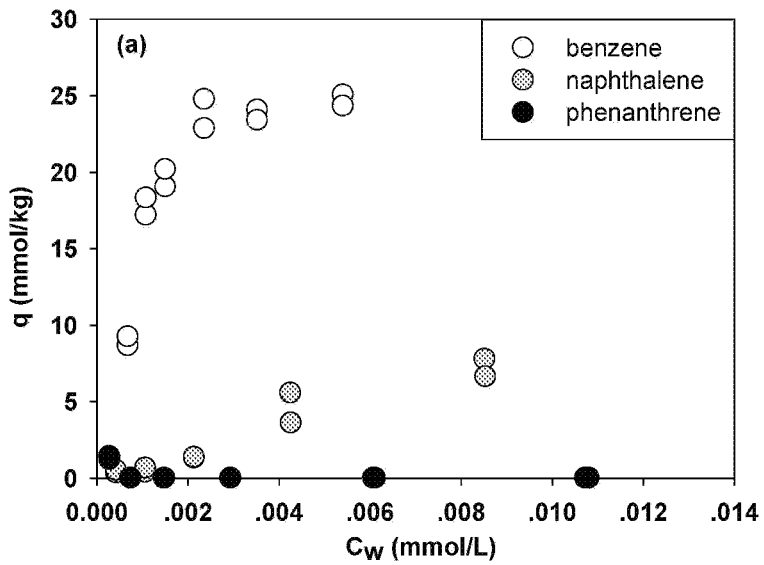 (a)
benzene
naphthalene
phenanthrene
30
25
20
15
10
5
0
q (mmol/kg)
0.000 .002 .004 .006 .008 .010 .012 .014
Cw (mmol/L)